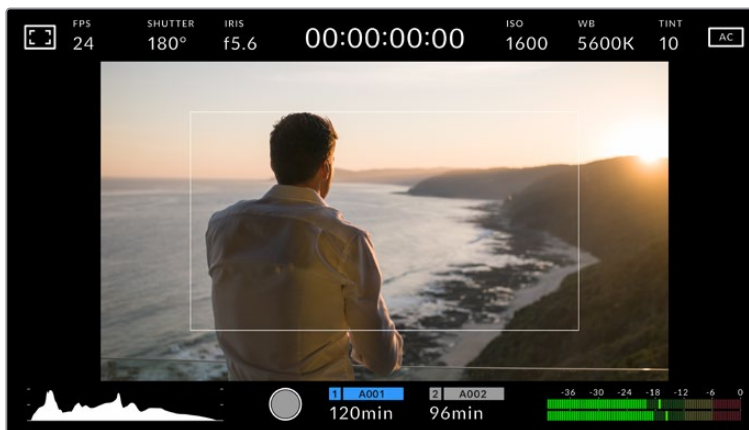 FPS SHUTTER IRIS ISO WB TINT
24 180° f5.6 00:00:00:00 1600 5600K 10 AC
1 A001 2 A002 -36 -30 -24 -18 -12 -6 0
120min 96min